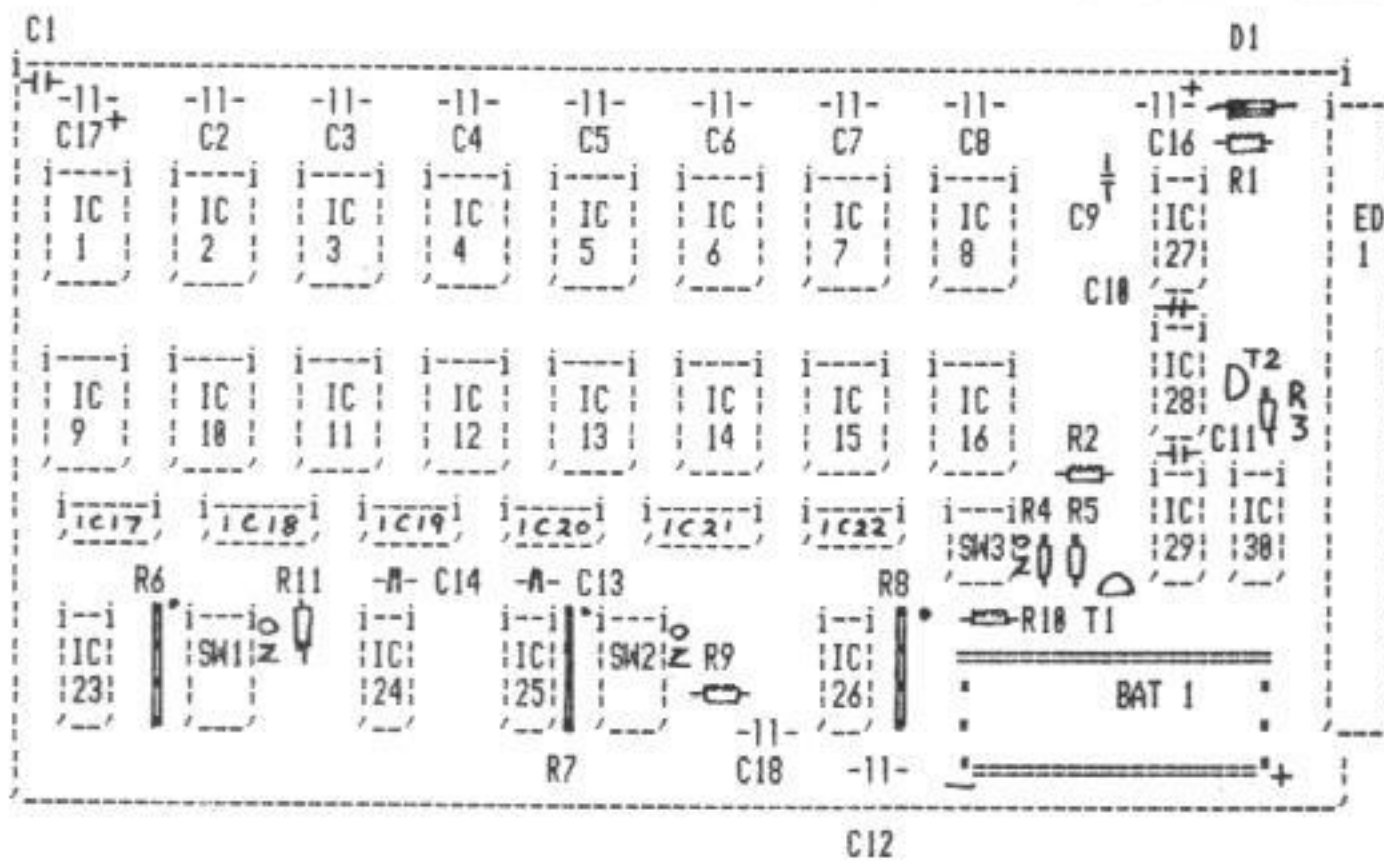 C1 D1
C17 + C2 C3 C4 C5 C6 C7 C8 C16 +
R1
IC 1 IC 2 IC 3 IC 4 IC 5 IC 6 IC 7 IC 8 C9 IC 27 ED 1
C10
IC 9 IC 10 IC 11 IC 12 IC 13 IC 14 IC 15 IC 16 IC 28 T2 R3
R2 C11
IC17 IC18 IC19 IC20 IC21 IC22 SW3 ON R4 R5 IC 29 IC 30
R6 R11 C14 C13 R8
IC 23 SW1 ON IC 24 IC 25 SW2 ON R9 IC 26 R10 T1
BAT 1
R7 C18 - +
C12